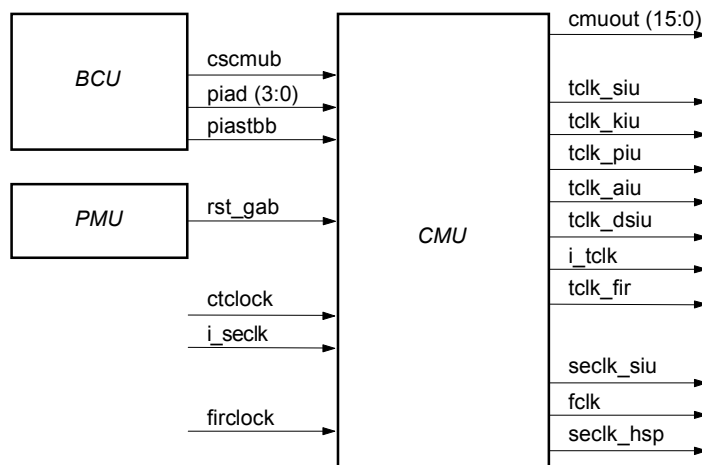 BCU
cscmub
piad (3:0)
piastbb
PMU
rst_gab
ctclock
i_seclk
firclock
CMU
cmuout (15:0)
tclk_siu
tclk_kiu
tclk_piu
tclk_aiu
tclk_dsiu
i_tclk
tclk_fir
seclk_siu
fclk
seclk_hsp